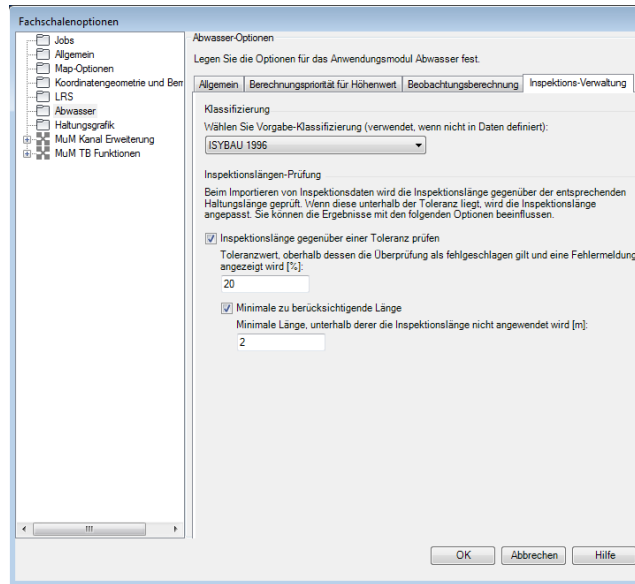 Fachschalenoptionen
Jobs
Allgemein
Map-Optionen
Koordinatengeometrie und Bem
LRS
Abwasser
Haltungsgrafik
MuM Kanal Erweiterung
MuM TB Funktionen
Abwasser-Optionen
Legen Sie die Optionen für das Anwendungsmodul Abwasser fest.
Allgemein Berechnungspriorität für Höhenwert Beobachtungsberechnung Inspektions-Verwaltung
Klassifizierung
Wählen Sie Vorgabe-Klassifizierung (verwendet, wenn nicht in Daten definiert):
ISYBAU 1996
Inspektionslängen-Prüfung
Beim Importieren von Inspektionsdaten wird die Inspektionslänge gegenüber der entsprechenden
Haltungslänge geprüft. Wenn diese unterhalb der Toleranz liegt, wird die Inspektionslänge
angepasst. Sie können die Ergebnisse mit den folgenden Optionen beeinflussen.
Inspektionslänge gegenüber einer Toleranz prüfen
Toleranzwert, oberhalb dessen die Überprüfung als fehlgeschlagen gilt und eine Fehlermeldung
angezeigt wird [%]:
20
Minimale zu berücksichtigende Länge
Minimale Länge, unterhalb derer die Inspektionslänge nicht angewendet wird [m]:
2
OK Abbrechen Hilfe